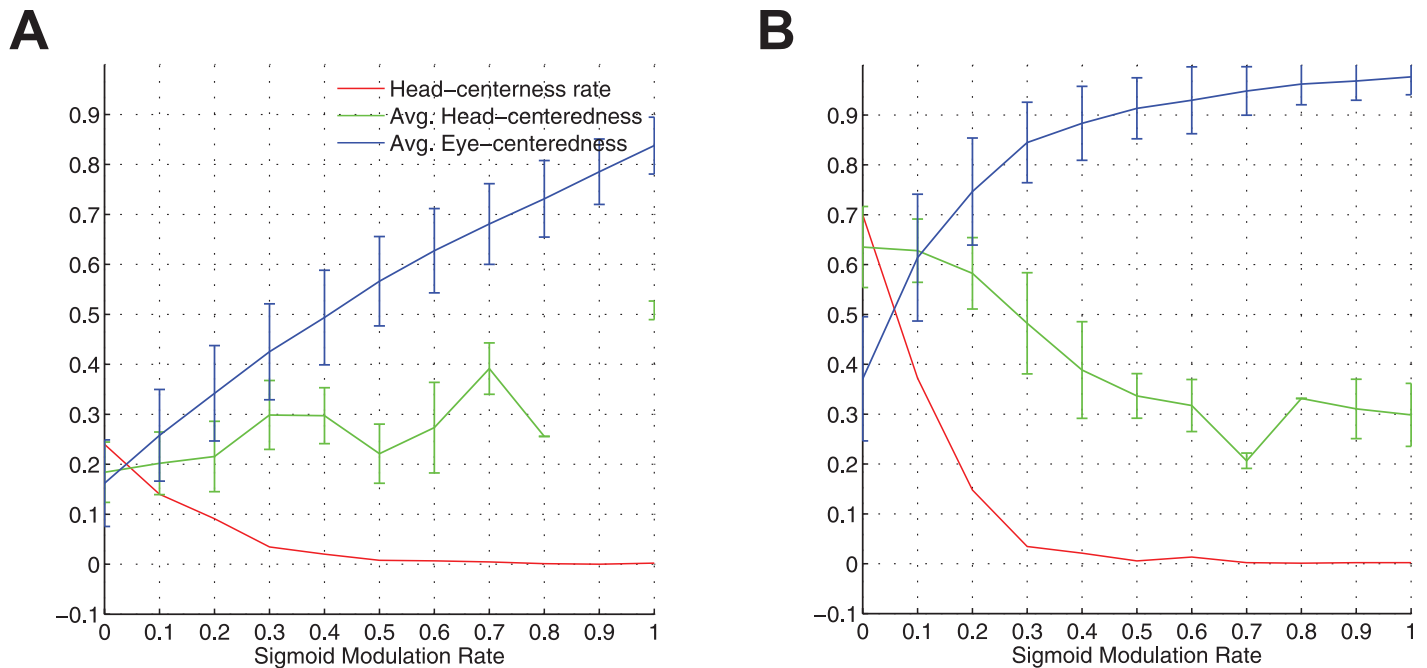 A
B
Head−centerness rate
Avg. Head−centeredness
Avg. Eye−centeredness
0.9
0.8
0.7
0.6
0.5
0.4
0.3
0.2
0.1
0
−0.1
0 0.1 0.2 0.3 0.4 0.5 0.6 0.7 0.8 0.9 1
Sigmoid Modulation Rate
0.9
0.8
0.7
0.6
0.5
0.4
0.3
0.2
0.1
0
−0.1
0 0.1 0.2 0.3 0.4 0.5 0.6 0.7 0.8 0.9 1
Sigmoid Modulation Rate